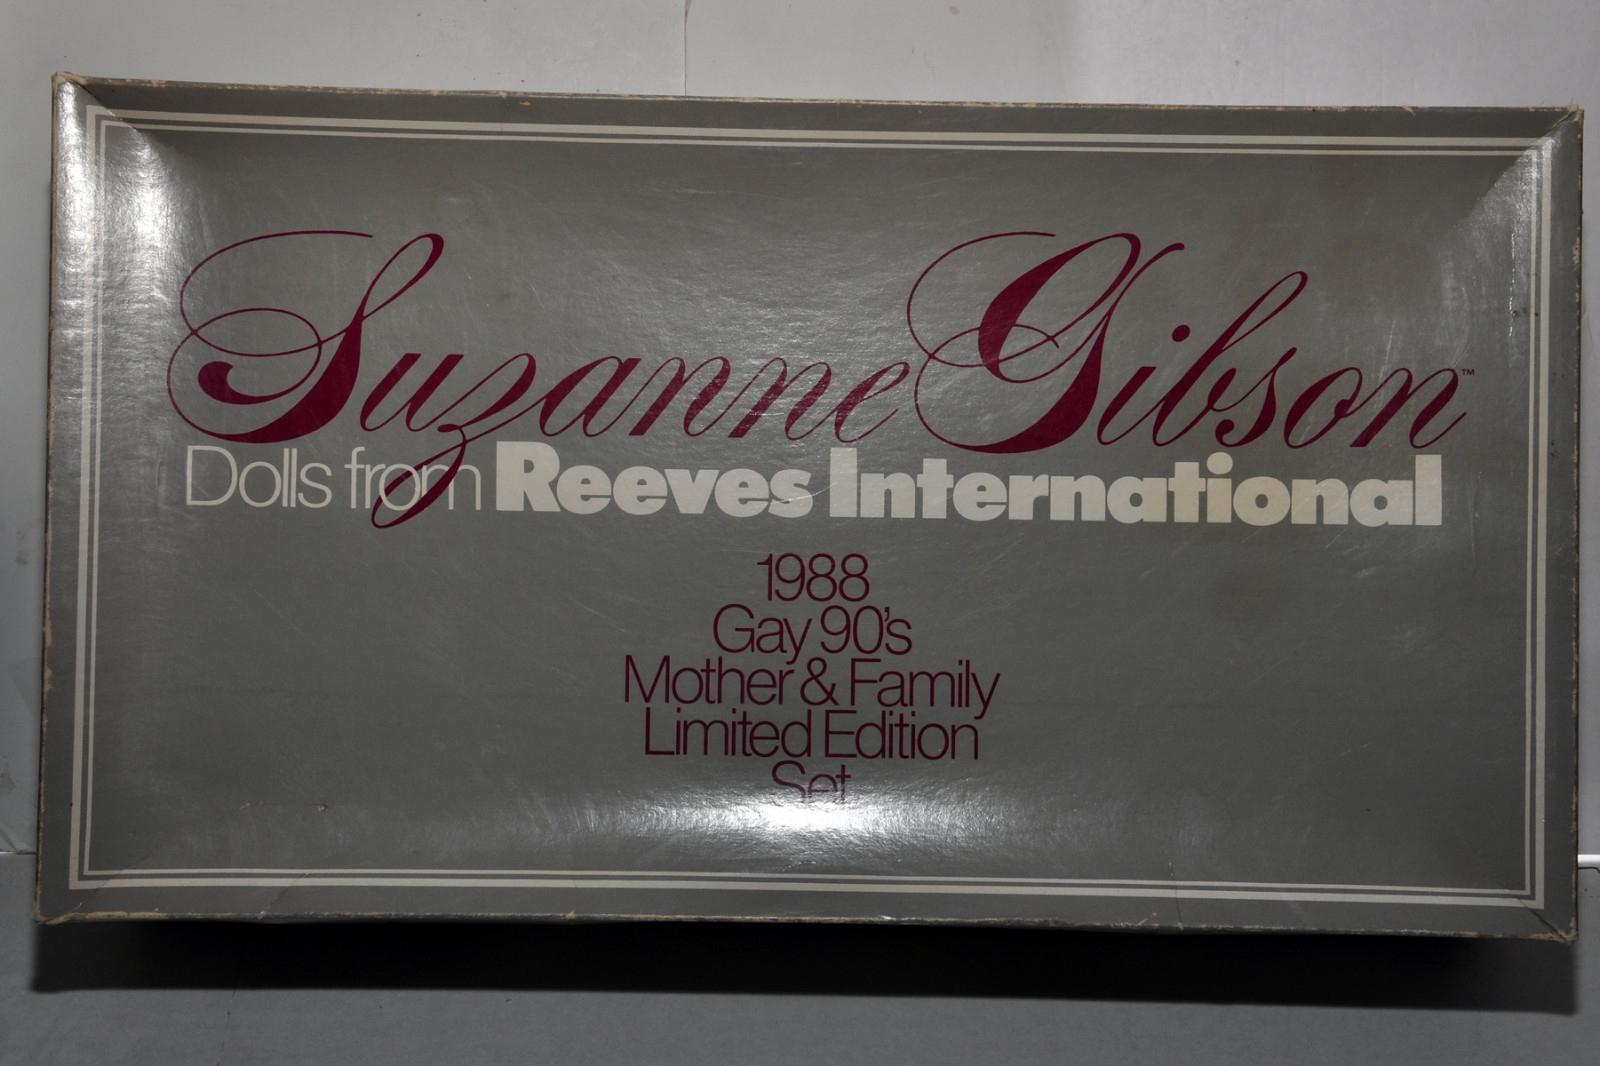 Suzanne Gibson™
Dolls from Reeves International
1988
Gay 90's
Mother & Family
Limited Edition
Set